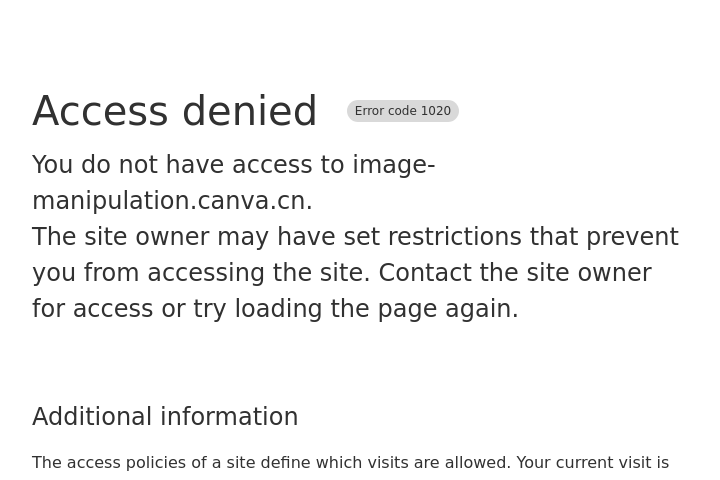 Access denied
Error code 1020
You do not have access to image-
manipulation.canva.cn.
The site owner may have set restrictions that prevent
you from accessing the site. Contact the site owner
for access or try loading the page again.
Additional information
The access policies of a site define which visits are allowed. Your current visit is